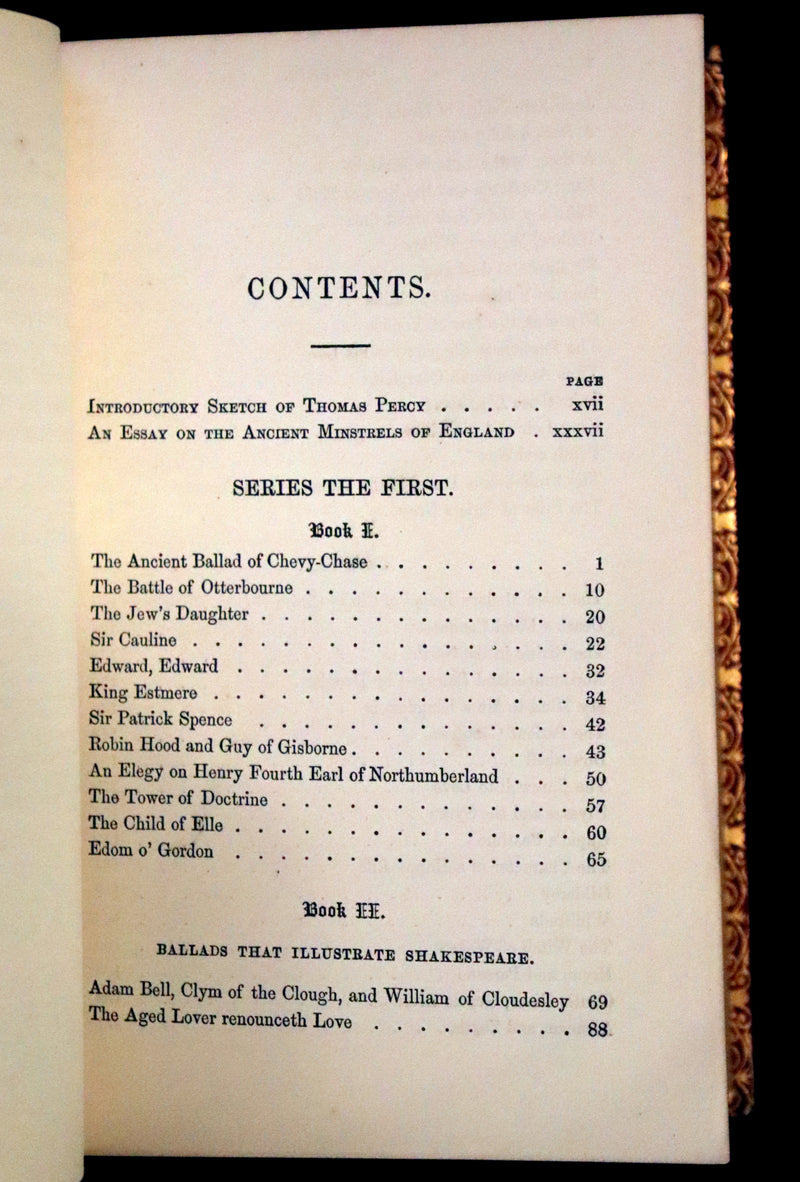 CONTENTS.
PAGE
INTRODUCTORY SKETCH OF THOMAS PERCY . . . . . xvii
AN ESSAY ON THE ANCIENT MINSTRELS OF ENGLAND . xxxvii
SERIES THE FIRST.
Book I.
The Ancient Ballad of Chevy-Chase . . . . . . . . . 1
The Battle of Otterbourne . . . . . . . . . . . . 10
The Jew's Daughter . . . . . . . . . . . . . . 20
Sir Cauline . . . . . . . . . . . . . . . . . 22
Edward, Edward . . . . . . . . . . . . . . . 32
King Estmere . . . . . . . . . . . . . . . . 34
Sir Patrick Spence . . . . . . . . . . . . . . 42
Robin Hood and Guy of Gisborne . . . . . . . . . . 43
An Elegy on Henry Fourth Earl of Northumberland . . . 50
The Tower of Doctrine . . . . . . . . . . . . . 57
The Child of Elle . . . . . . . . . . . . . . . 60
Edom o' Gordon . . . . . . . . . . . . . . . 65
Book II.
BALLADS THAT ILLUSTRATE SHAKESPEARE.
Adam Bell, Clym of the Clough, and William of Cloudesley 69
The Aged Lover renounceth Love . . . . . . . . . 88